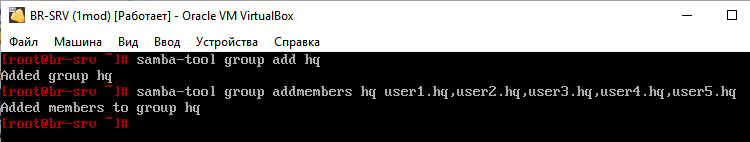 BR-SRV (1mod) [Работает] - Oracle VM VirtualBox
Файл Машина Вид Ввод Устройства Справка
[root@br-srv ~]# samba-tool group add hq
Added group hq
[root@br-srv ~]# samba-tool group addmembers hq user1.hq,user2.hq,user3.hq,user4.hq,user5.hq
Added members to group hq
[root@br-srv ~]#